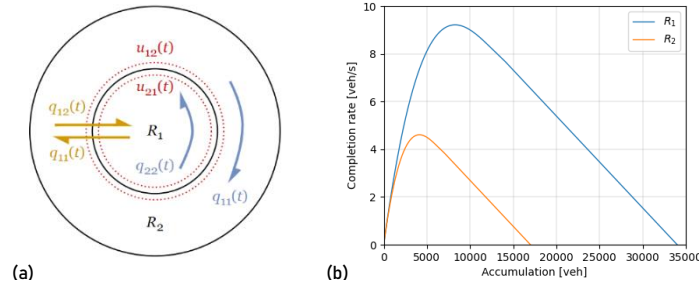 u12(t)
u21(t)
q12(t)
q11(t)
R1
q22(t)
q11(t)
R2
(a)
Completion rate [veh/s]
10
8
6
4
2
0
R1
R2
0 5000 10000 15000 20000 25000 30000 35000
Accumulation [veh]
(b)